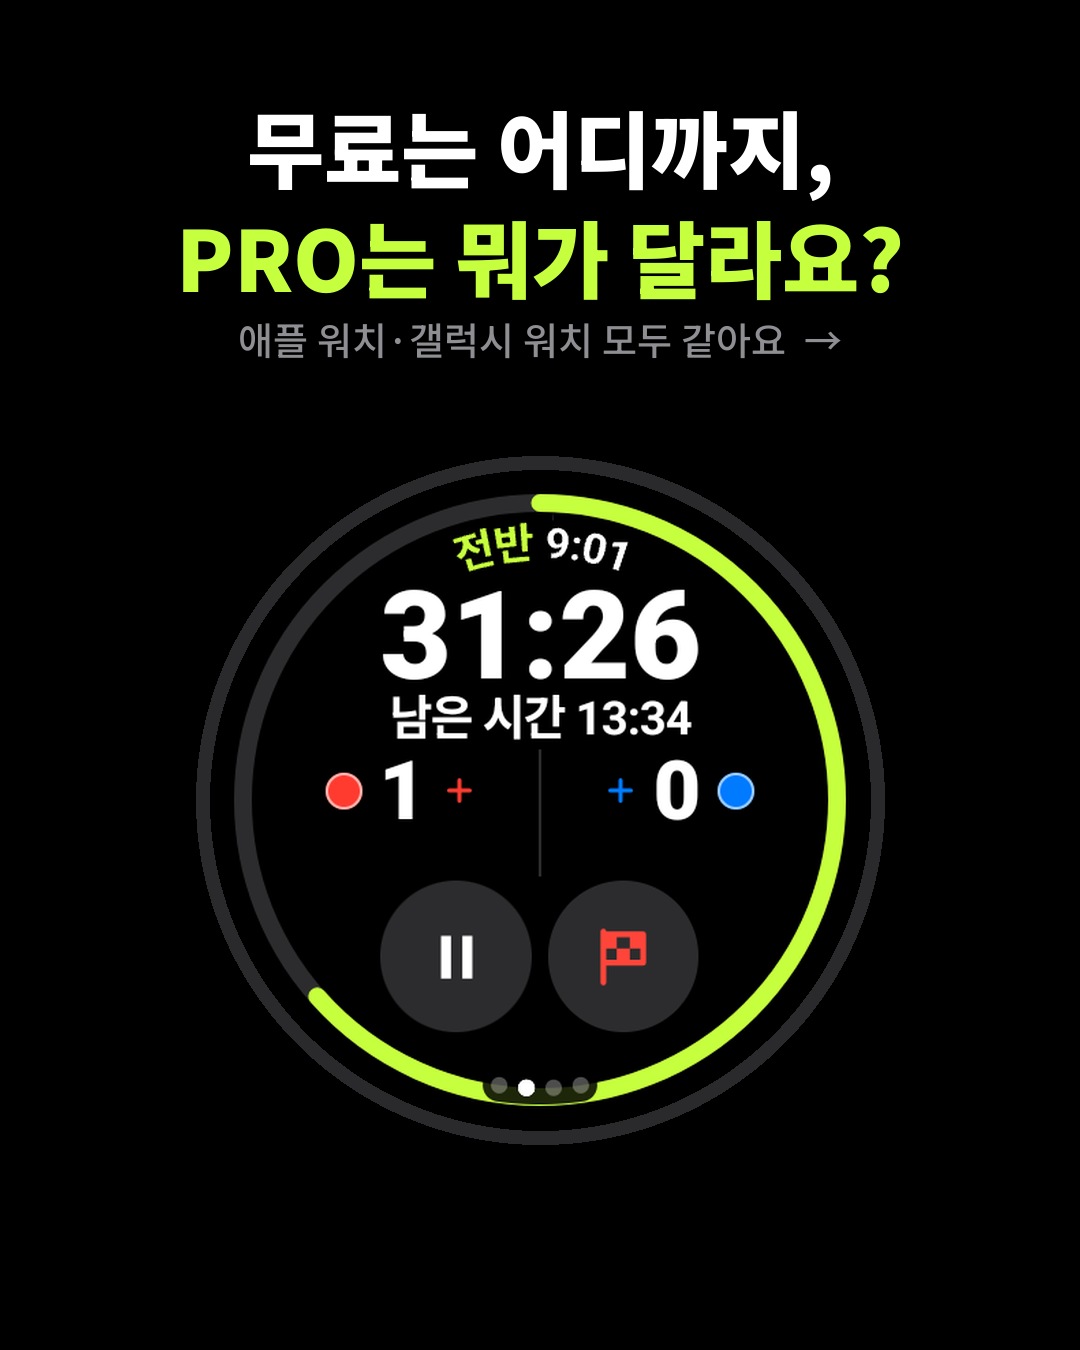 무료는 어디까지,
PRO는 뭐가 달라요?
애플 워치·갤럭시 워치 모두 같아요 →
전반 9:01
31:26
남은 시간 13:34
1 + + 0